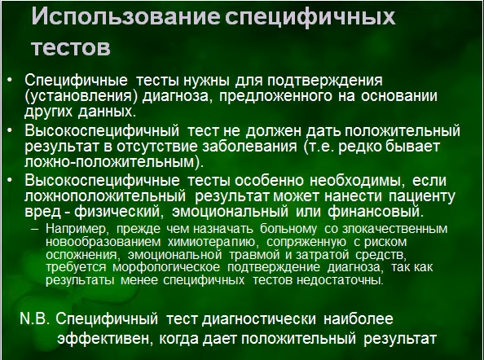 Использование специфичных
тестов
• Специфичные тесты нужны для подтверждения
(установления) диагноза, предложенного на основании
других данных.
• Высокоспецифичный тест не должен дать положительный
результат в отсутствие заболевания (т.е. редко бывает
ложно-положительным).
• Высокоспецифичные тесты особенно необходимы, если
ложноположительный результат может нанести пациенту
вред - физический, эмоциональный или финансовый.
– Например, прежде чем назначать больному со злокачественным
новообразованием химиотерапию, сопряженную с риском
осложнения, эмоциональной травмой и затратой средств,
требуется морфологическое подтверждение диагноза, так как
результаты менее специфичных тестов недостаточны.
N.B. Специфичный тест диагностически наиболее
эффективен, когда дает положительный результат